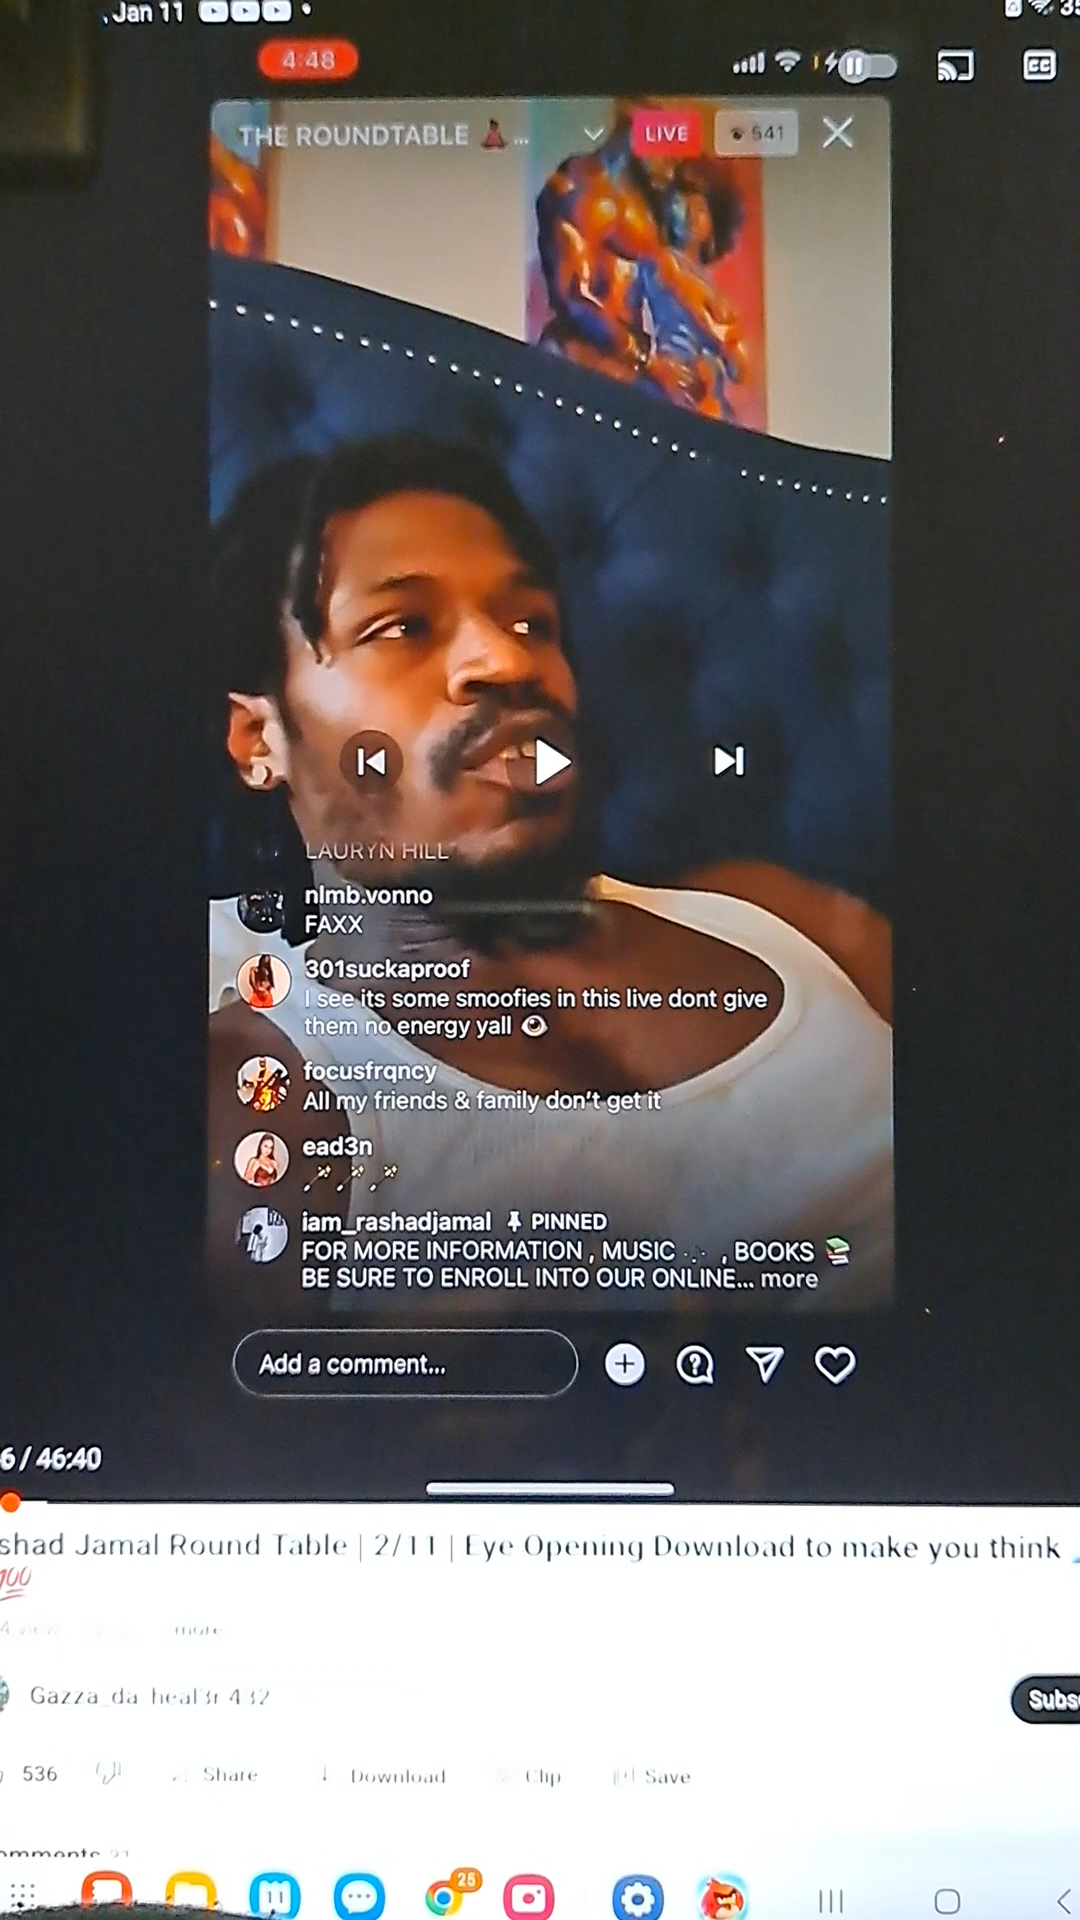 , Jan 11
4:48
CC
THE ROUNDTABLE ...
LIVE
541
LAURYN HILL
nlmb.vonno
FAXX
301suckaproof
I see its some smoofies in this live dont give
them no energy yall
focusfrqncy
All my friends & family don't get it
ead3n
iam_rashadjamal PINNED
FOR MORE INFORMATION , MUSIC , BOOKS
BE SURE TO ENROLL INTO OUR ONLINE... more
Add a comment...
6 / 46:40
shad Jamal Round Table | 2/11 | Eye Opening Download to make you think
100
more
Gazza_da_heal3r 432
Subs
536
Share
Download
Clip
Save
25